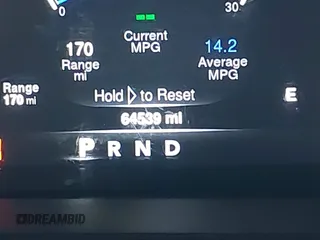 0 30
Current
MPG
170
Range
mi
14.2
Average
MPG
Range
170 mi
Hold ▷ to Reset
E
64539 mi
P R N D
DREAMBID